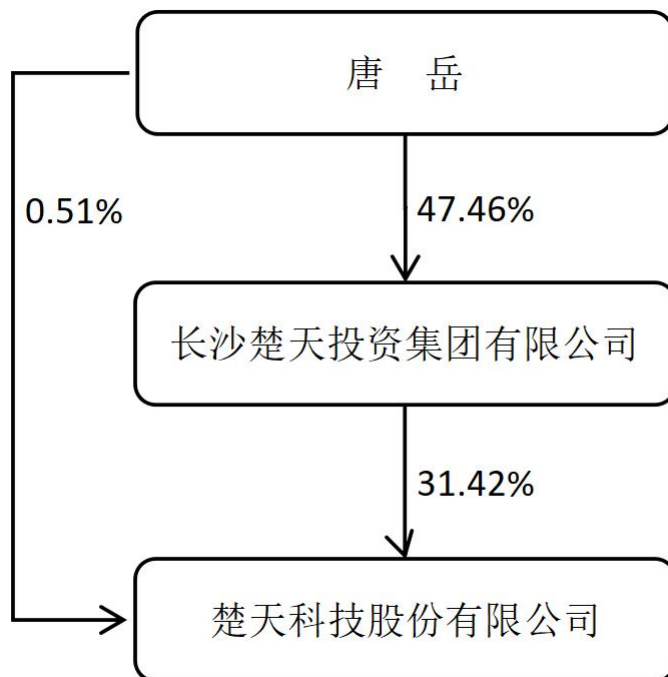 唐 岳
0.51%
47.46%
长沙楚天投资集团有限公司
31.42%
楚天科技股份有限公司